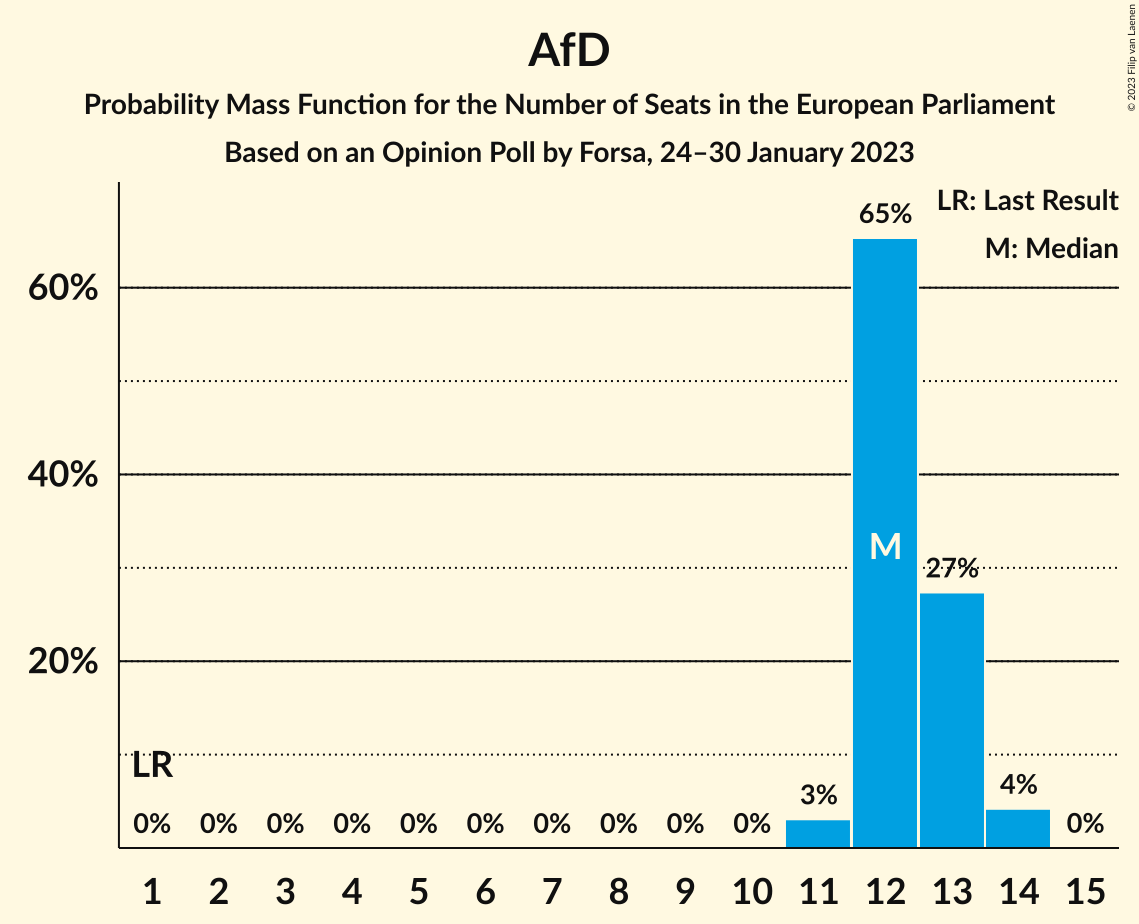 AfD
Probability Mass Function for the Number of Seats in the European Parliament
Based on an Opinion Poll by Forsa, 24–30 January 2023
© 2023 Filip van Laenen
LR: Last Result
M: Median
65%
60%
40%
M
27%
20%
LR
0% 0% 0% 0% 0% 0% 0% 0% 0% 0% 3% 4% 0%
1 2 3 4 5 6 7 8 9 10 11 12 13 14 15